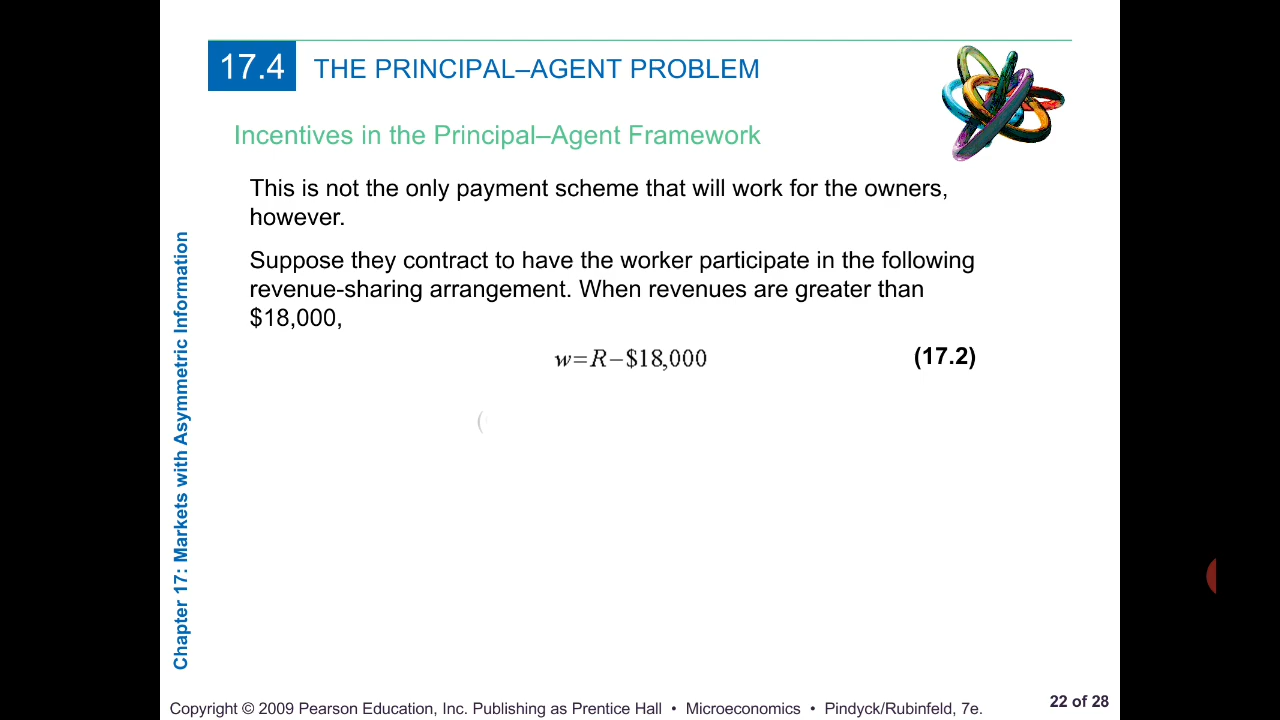 17.4 THE PRINCIPAL–AGENT PROBLEM
Incentives in the Principal–Agent Framework
This is not the only payment scheme that will work for the owners,
however.
Suppose they contract to have the worker participate in the following
revenue-sharing arrangement. When revenues are greater than
$18,000,
w=R–$18,000 (17.2)
(
Chapter 17: Markets with Asymmetric Information
Copyright © 2009 Pearson Education, Inc. Publishing as Prentice Hall • Microeconomics • Pindyck/Rubinfeld, 7e.
22 of 28